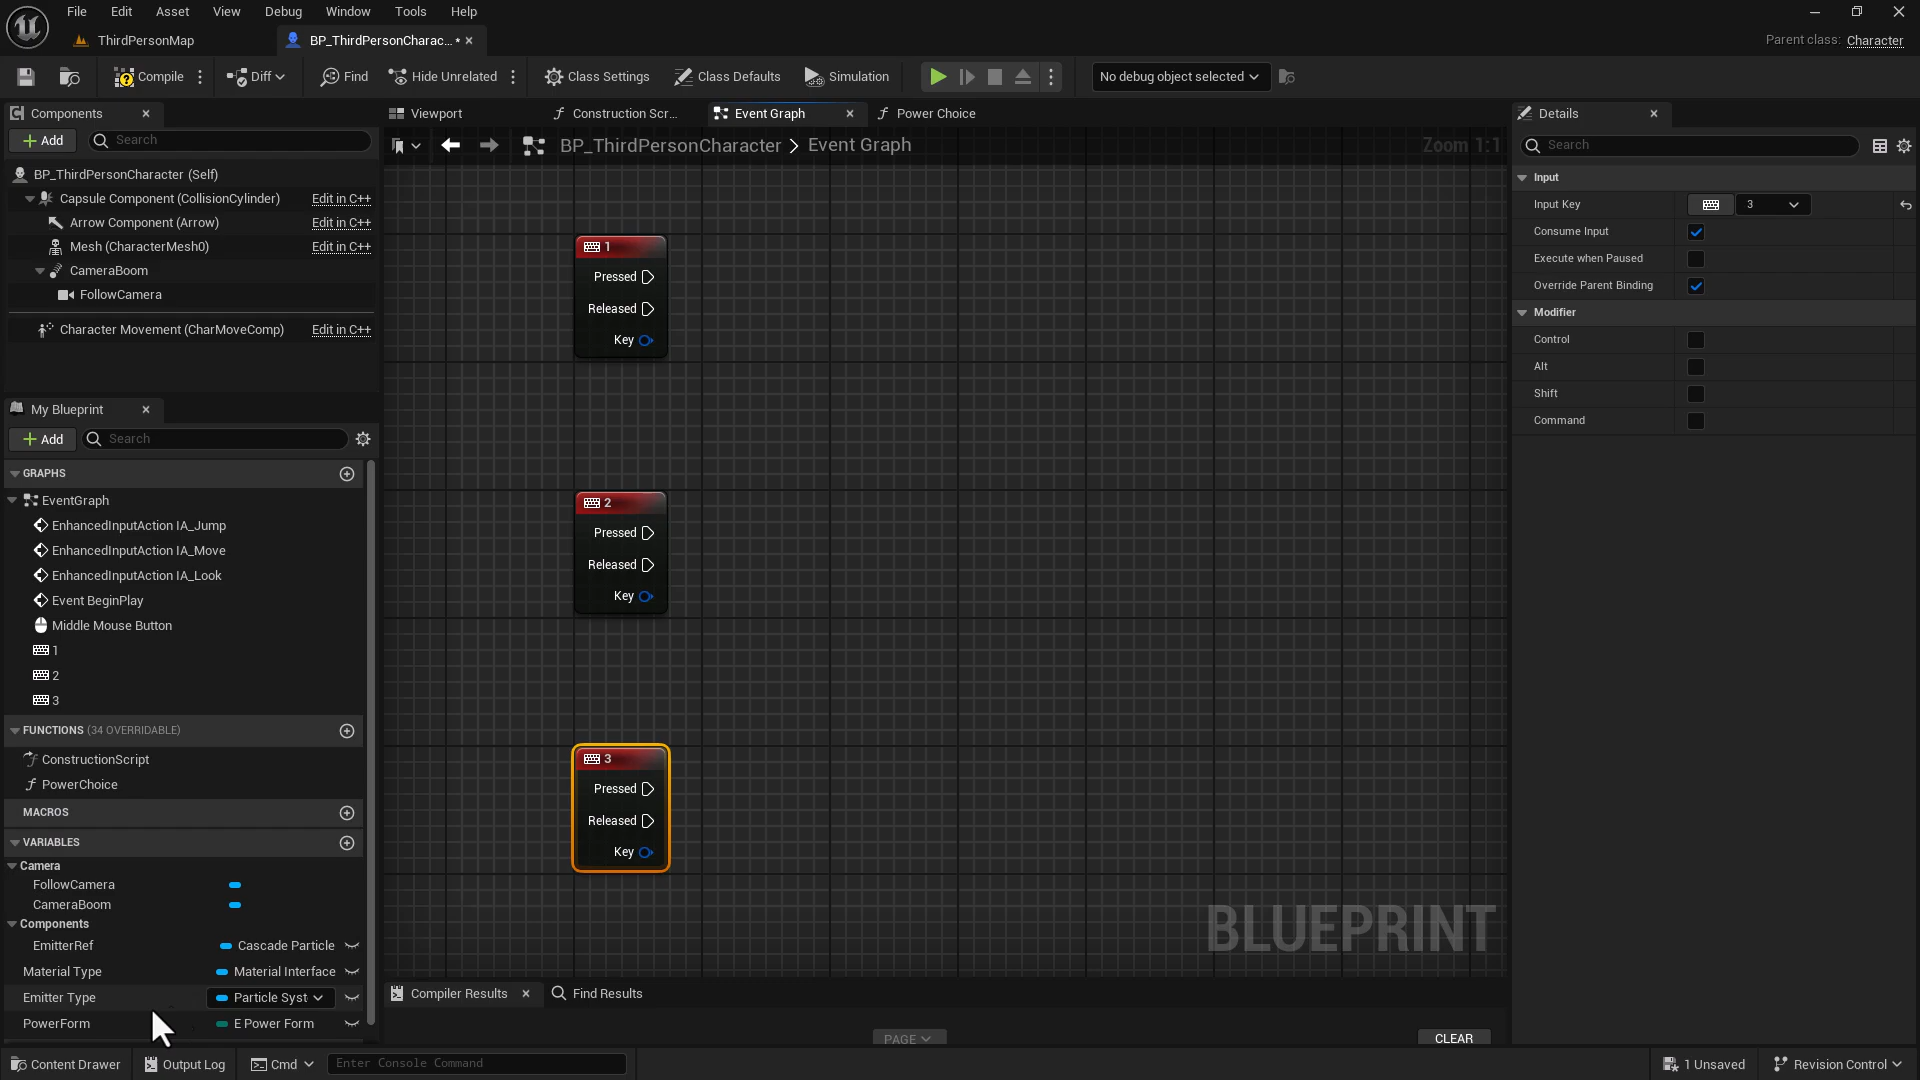 File Edit Asset View Debug Window Tools Help
ThirdPersonMap
BP_ThirdPersonCharac... *
Parent class: Character
Compile
Diff
Find
Hide Unrelated
Class Settings
Class Defaults
Simulation
No debug object selected
Components
Add
Search
BP_ThirdPersonCharacter (Self)
Capsule Component (CollisionCylinder) Edit in C++
Arrow Component (Arrow) Edit in C++
Mesh (CharacterMesh0) Edit in C++
CameraBoom
FollowCamera
Character Movement (CharMoveComp) Edit in C++
My Blueprint
Add
Search
GRAPHS
EventGraph
EnhancedInputAction IA_Jump
EnhancedInputAction IA_Move
EnhancedInputAction IA_Look
Event BeginPlay
Middle Mouse Button
1
2
3
FUNCTIONS (34 OVERRIDABLE)
ConstructionScript
PowerChoice
MACROS
VARIABLES
Camera
FollowCamera
CameraBoom
Components
EmitterRef Cascade Particle
Material Type Material Interface
Emitter Type Particle Syst
PowerForm E Power Form
Viewport
Construction Scr...
Event Graph
Power Choice
BP_ThirdPersonCharacter > Event Graph
Zoom 1:1
1
Pressed
Released
Key
2
Pressed
Released
Key
3
Pressed
Released
Key
BLUEPRINT
Compiler Results
Find Results
PAGE
CLEAR
Details
Search
Input
Input Key 3
Consume Input
Execute when Paused
Override Parent Binding
Modifier
Control
Alt
Shift
Command
Content Drawer
Output Log
Cmd
Enter Console Command
1 Unsaved
Revision Control